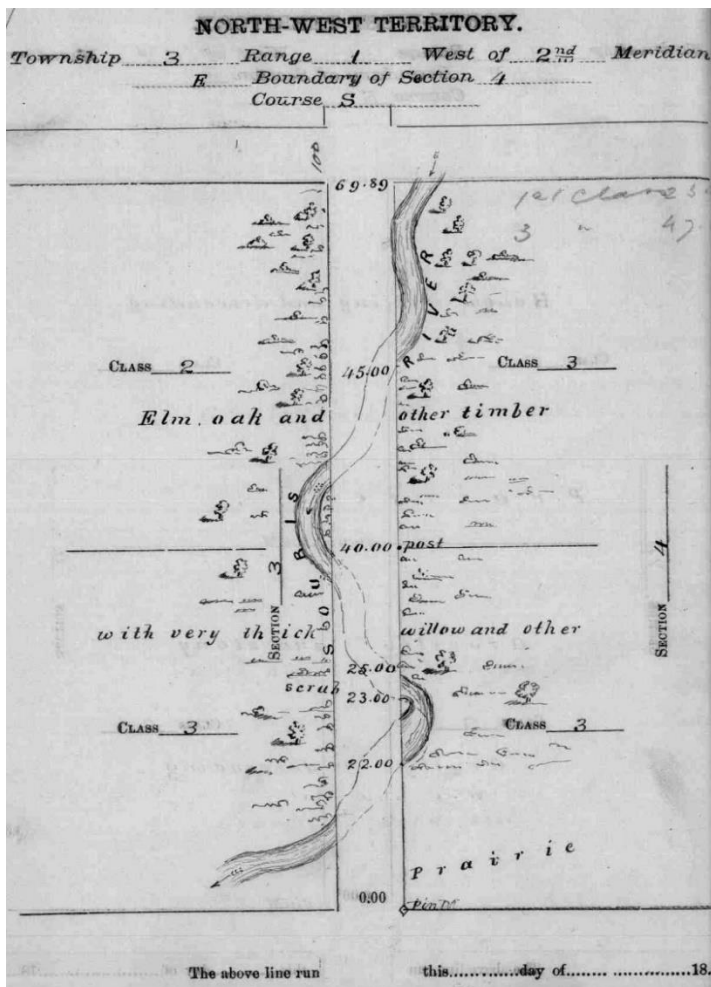 NORTH-WEST TERRITORY.
Township 3 Range 1 West of 2nd Meridian
E Boundary of Section 4
Course S
100
69.89
1st Class
3 " 47
RIVER
CLASS 2
45.00
CLASS 3
Elm. oak and other timber
SOURIS
SECTION 3
40.00 post
SECTION 4
with very thick willow and other
25.00
scrub
23.00
CLASS 3
CLASS 3
22.00
Prairie
0.00
Pin M
The above line run this............day of........ ...............18.